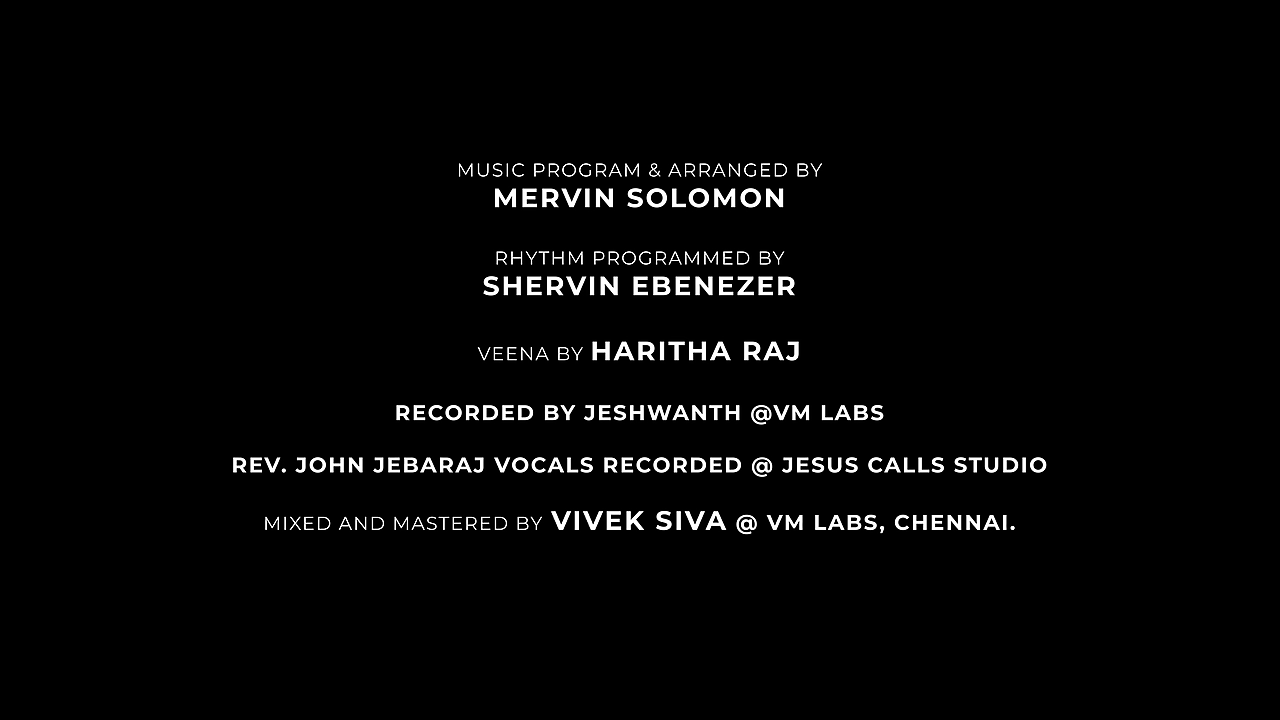 MUSIC PROGRAM & ARRANGED BY
MERVIN SOLOMON
RHYTHM PROGRAMMED BY
SHERVIN EBENEZER
VEENA BY HARITHA RAJ
RECORDED BY JESHWANTH @VM LABS
REV. JOHN JEBARAJ VOCALS RECORDED @ JESUS CALLS STUDIO
MIXED AND MASTERED BY VIVEK SIVA @ VM LABS, CHENNAI.